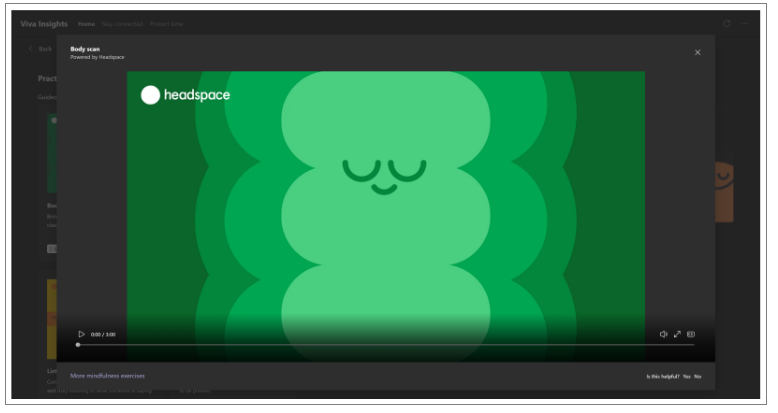 Viva Insights Home Stay connected Protect time
Back
Body scan
Powered by Headspace
Pract
Guided
headspace
0:00 / 3:00
More mindfulness exercises
Is this helpful? Yes No